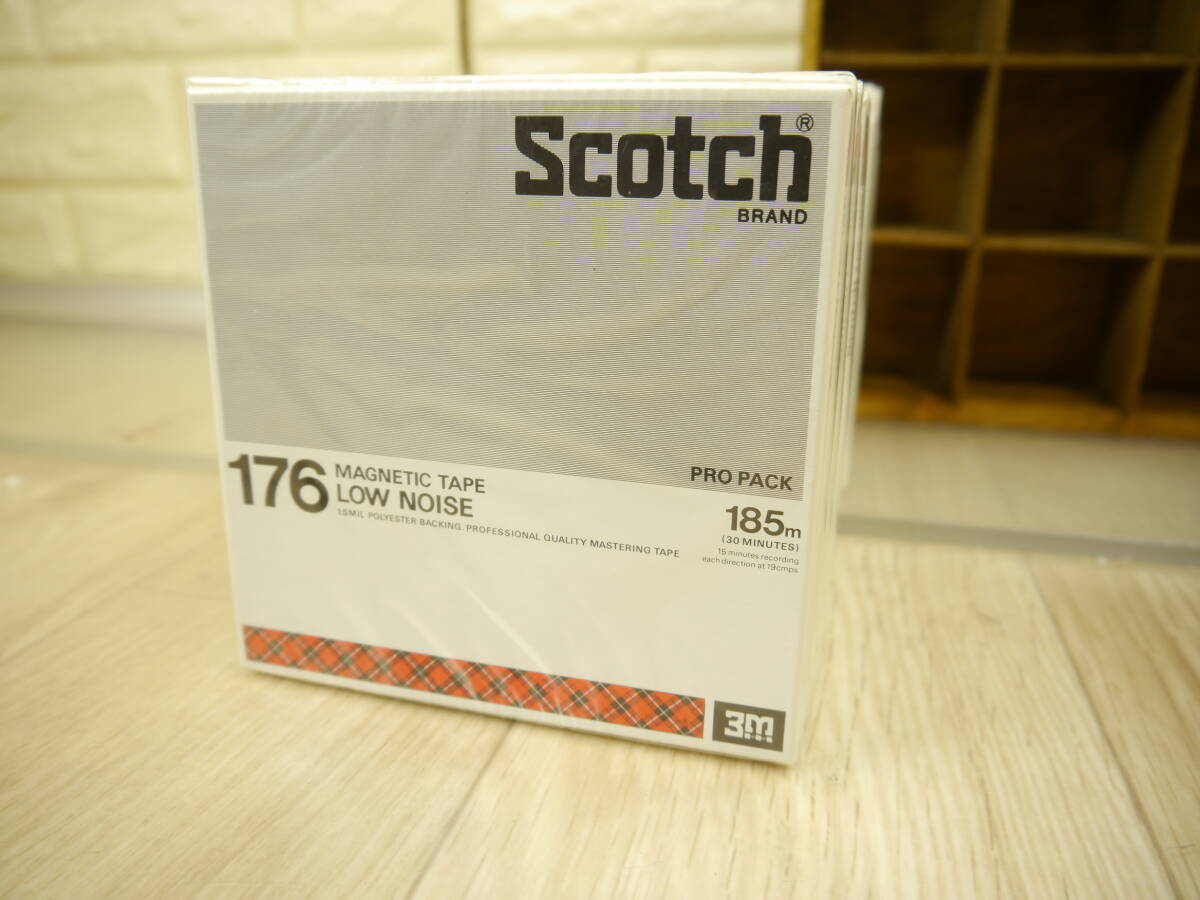 Scotch®
BRAND
PRO PACK
176
MAGNETIC TAPE
LOW NOISE
1.5MIL POLYESTER BACKING. PROFESSIONAL QUALITY MASTERING TAPE
185m
(30 MINUTES)
15 minutes recording
each direction at 19cmps
3M